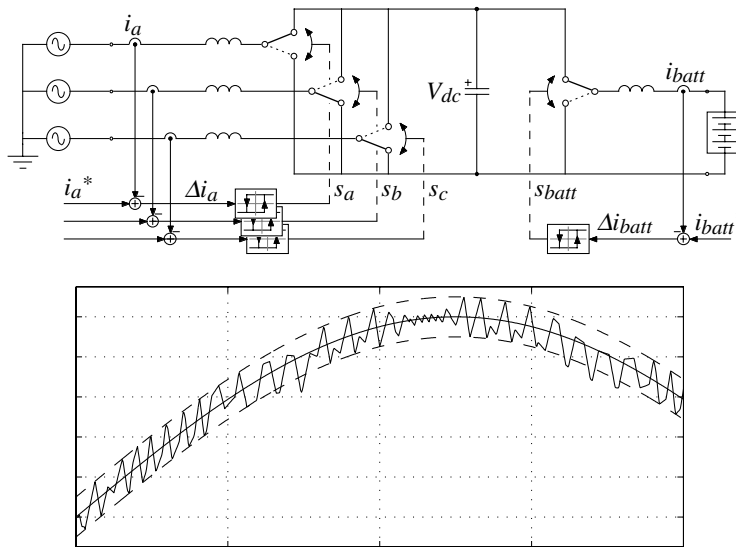 i_a
i_batt
V_dc
+
i_a*
Δi_a
s_a
s_b
s_c
s_batt
Δi_batt
i_batt